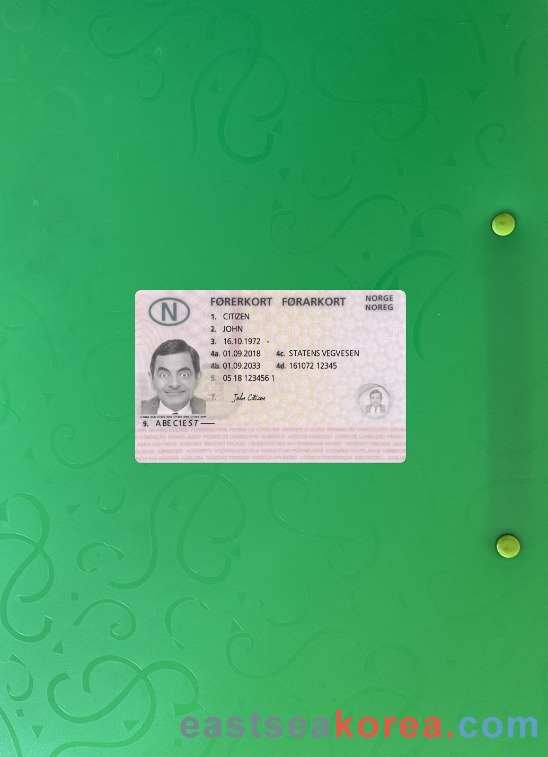 N
FØRERKORT FØRARKORT
NORGE
NOREG
1. CITIZEN
2. JOHN
3. 16.10.1972 -
4a. 01.09.2018 4c. STATENS VEGVESEN
4b. 01.09.2033 4d. 161072 12345
5. 05 18 123456 1
7. John Citizen
9. ABEC1EST
eastseakorea.com